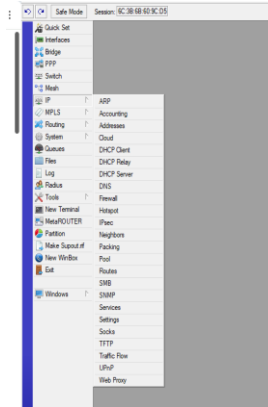 Safe Mode Session: 6C:3B:6B:60:9C:D5
Quick Set
Interfaces
Bridge
PPP
Switch
Mesh
IP
MPLS
Routing
System
Queues
Files
Log
Radius
Tools
New Terminal
MetaROUTER
Partition
Make Supout.rif
New WinBox
Exit
Windows
ARP
Accounting
Addresses
Cloud
DHCP Client
DHCP Relay
DHCP Server
DNS
Firewall
Hotspot
IPsec
Neighbors
Packing
Pool
Routes
SMB
SNMP
Services
Settings
Socks
TFTP
Traffic Flow
UPnP
Web Proxy